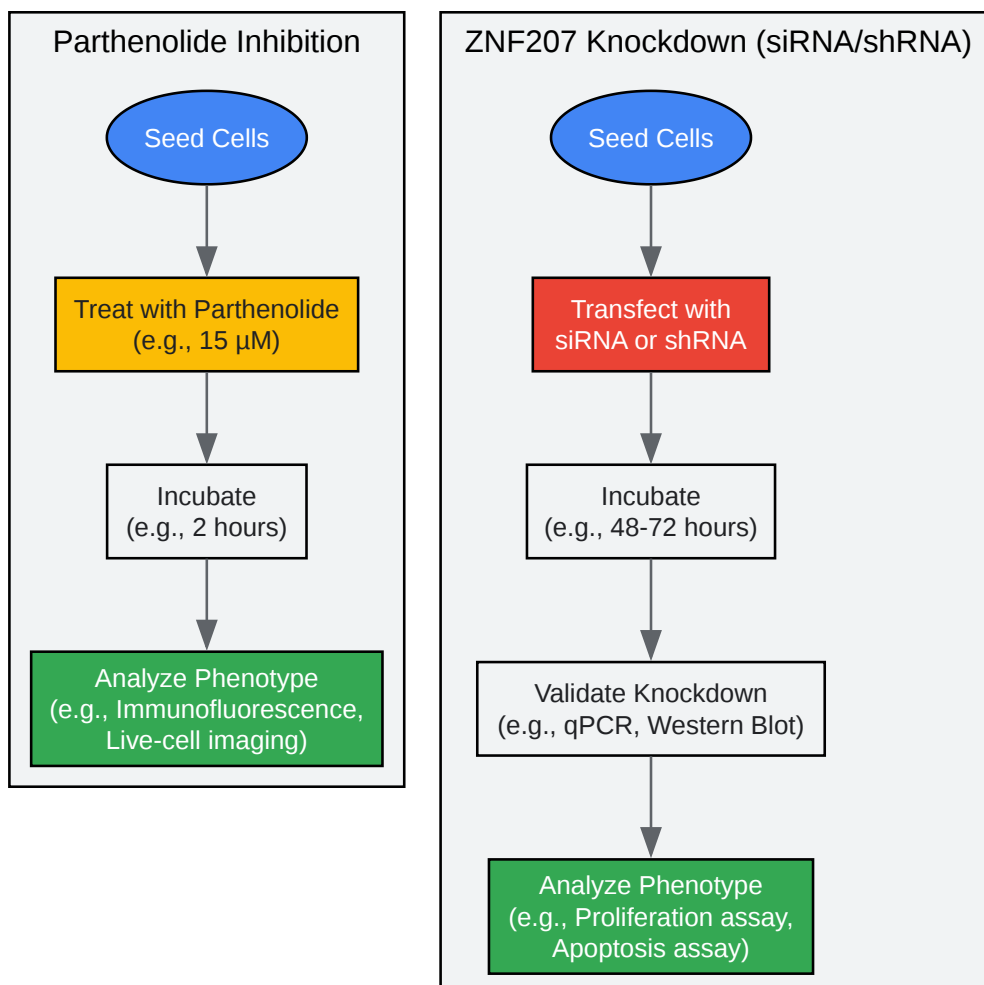 Parthenolide Inhibition
Seed Cells
Treat with Parthenolide
(e.g., 15 µM)
Incubate
(e.g., 2 hours)
Analyze Phenotype
(e.g., Immunofluorescence,
Live-cell imaging)
ZNF207 Knockdown (siRNA/shRNA)
Seed Cells
Transfect with
siRNA or shRNA
Incubate
(e.g., 48-72 hours)
Validate Knockdown
(e.g., qPCR, Western Blot)
Analyze Phenotype
(e.g., Proliferation assay,
Apoptosis assay)